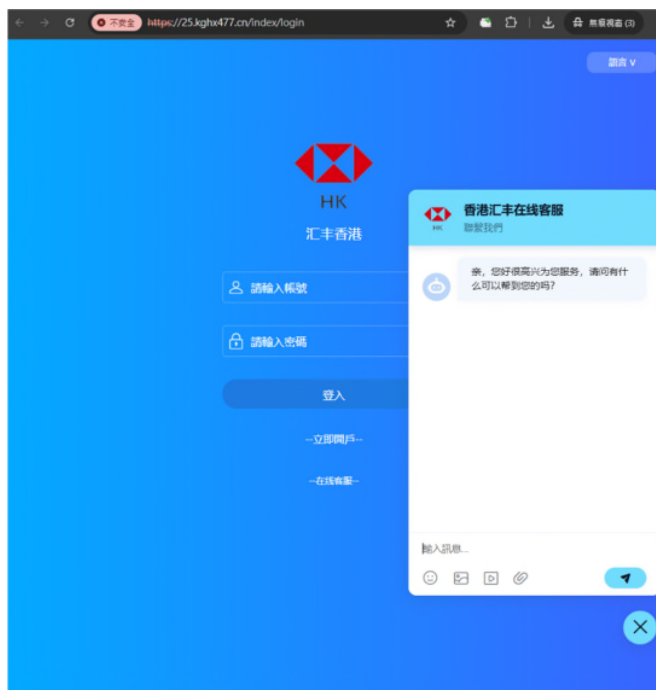 不安全 https://25.kghx477.cn/index/login
無痕視窗 (3)
語言 ∨
HK
汇丰香港
請輸入帳號
請輸入密碼
登入
--立即開戶--
--在线客服--
HK
香港汇丰在线客服
聯繫我們
亲，您好很高兴为您服务，请问有什
么可以帮到您的吗？
輸入訊息...